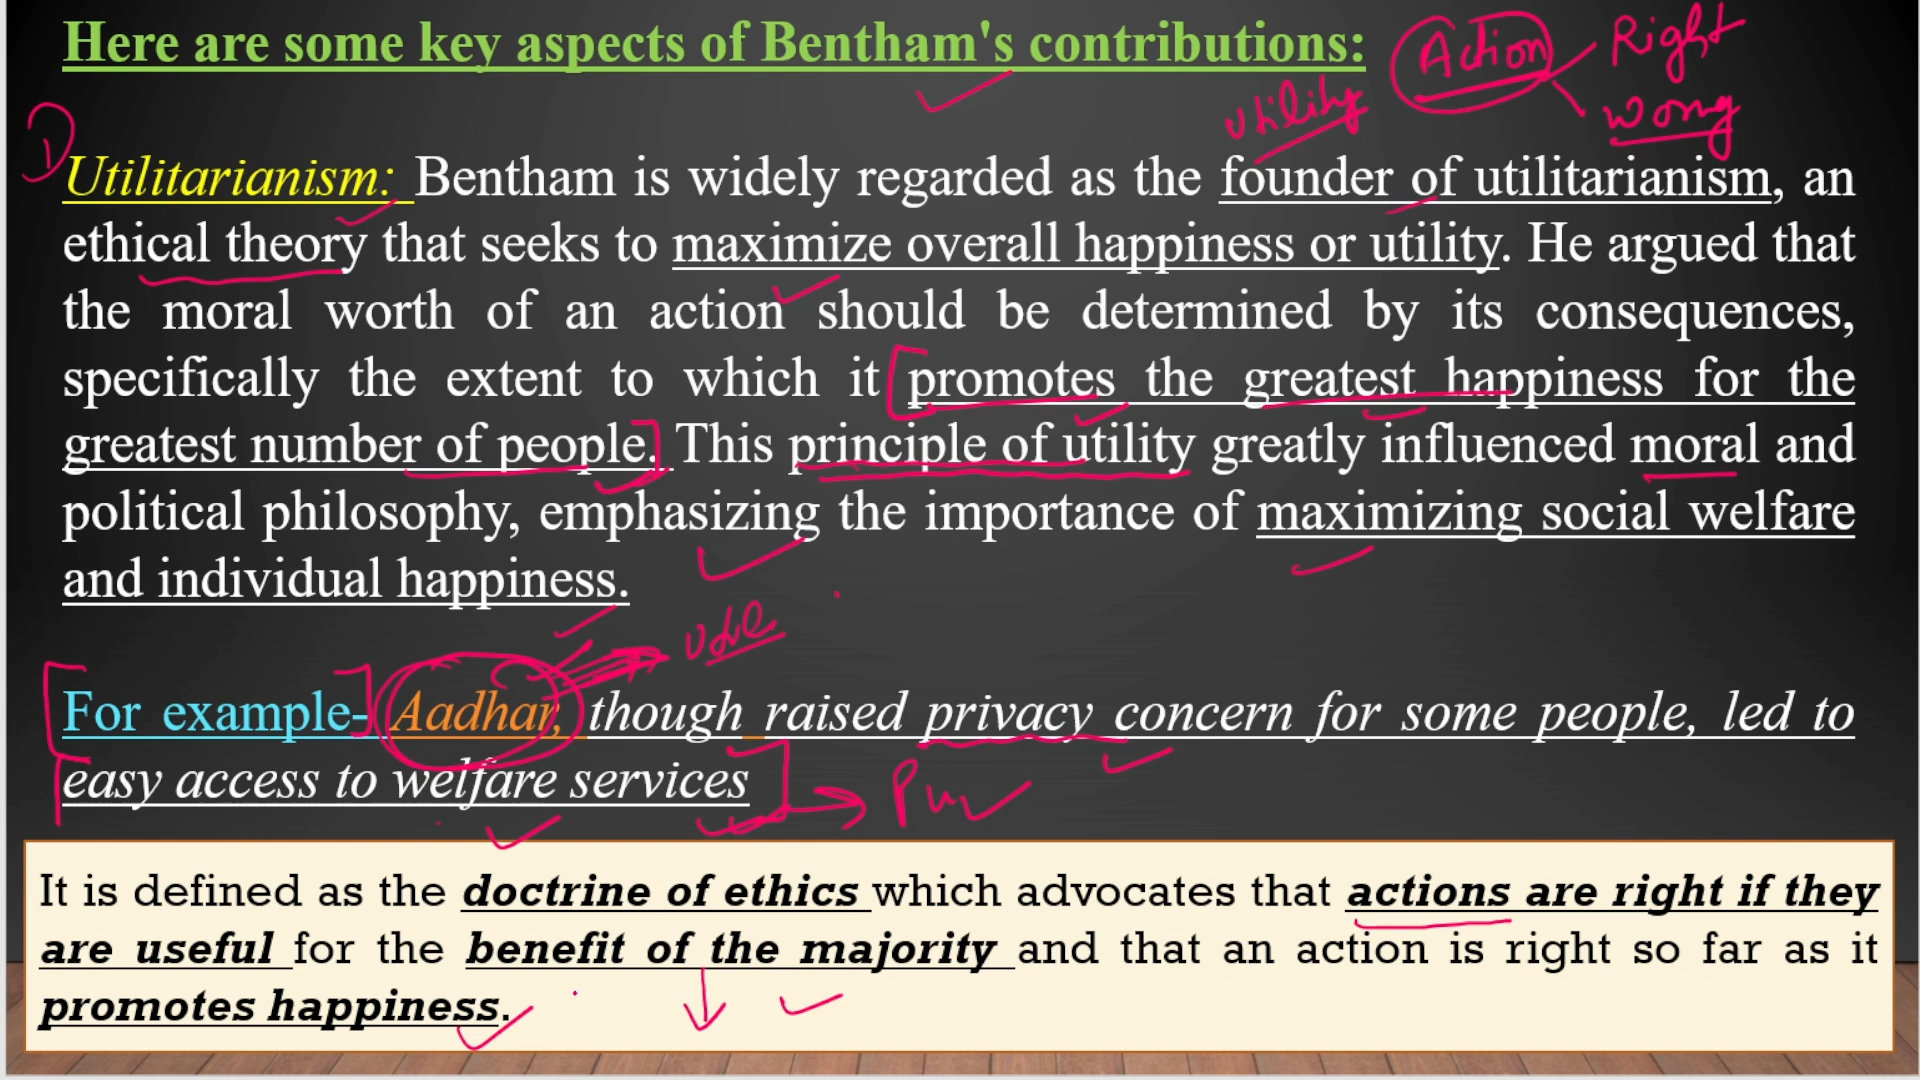 Here are some key aspects of Bentham's contributions:
Action
Right
Wong
Utility
1)
Utilitarianism: Bentham is widely regarded as the founder of utilitarianism, an
ethical theory that seeks to maximize overall happiness or utility. He argued that
the moral worth of an action should be determined by its consequences,
specifically the extent to which it promotes the greatest happiness for the
greatest number of people. This principle of utility greatly influenced moral and
political philosophy, emphasizing the importance of maximizing social welfare
and individual happiness.
For example- Aadhar, though raised privacy concern for some people, led to
easy access to welfare services
It is defined as the doctrine of ethics which advocates that actions are right if they
are useful for the benefit of the majority and that an action is right so far as it
promotes happiness.